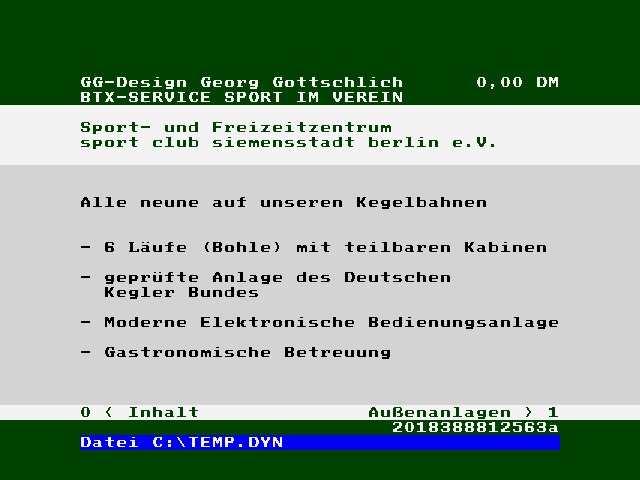 GG-Design Georg Gottschlich 0,00 DM
BTX-SERVICE SPORT IM VEREIN
Sport- und Freizeitzentrum
sport club siemensstadt berlin e.V.
Alle neune auf unseren Kegelbahnen
- 6 Läufe (Bohle) mit teilbaren Kabinen
- geprüfte Anlage des Deutschen
Kegler Bundes
- Moderne Elektronische Bedienungsanlage
- Gastronomische Betreuung
0 < Inhalt Außenanlagen > 1
2018388812563a
Datei C:\TEMP.DYN